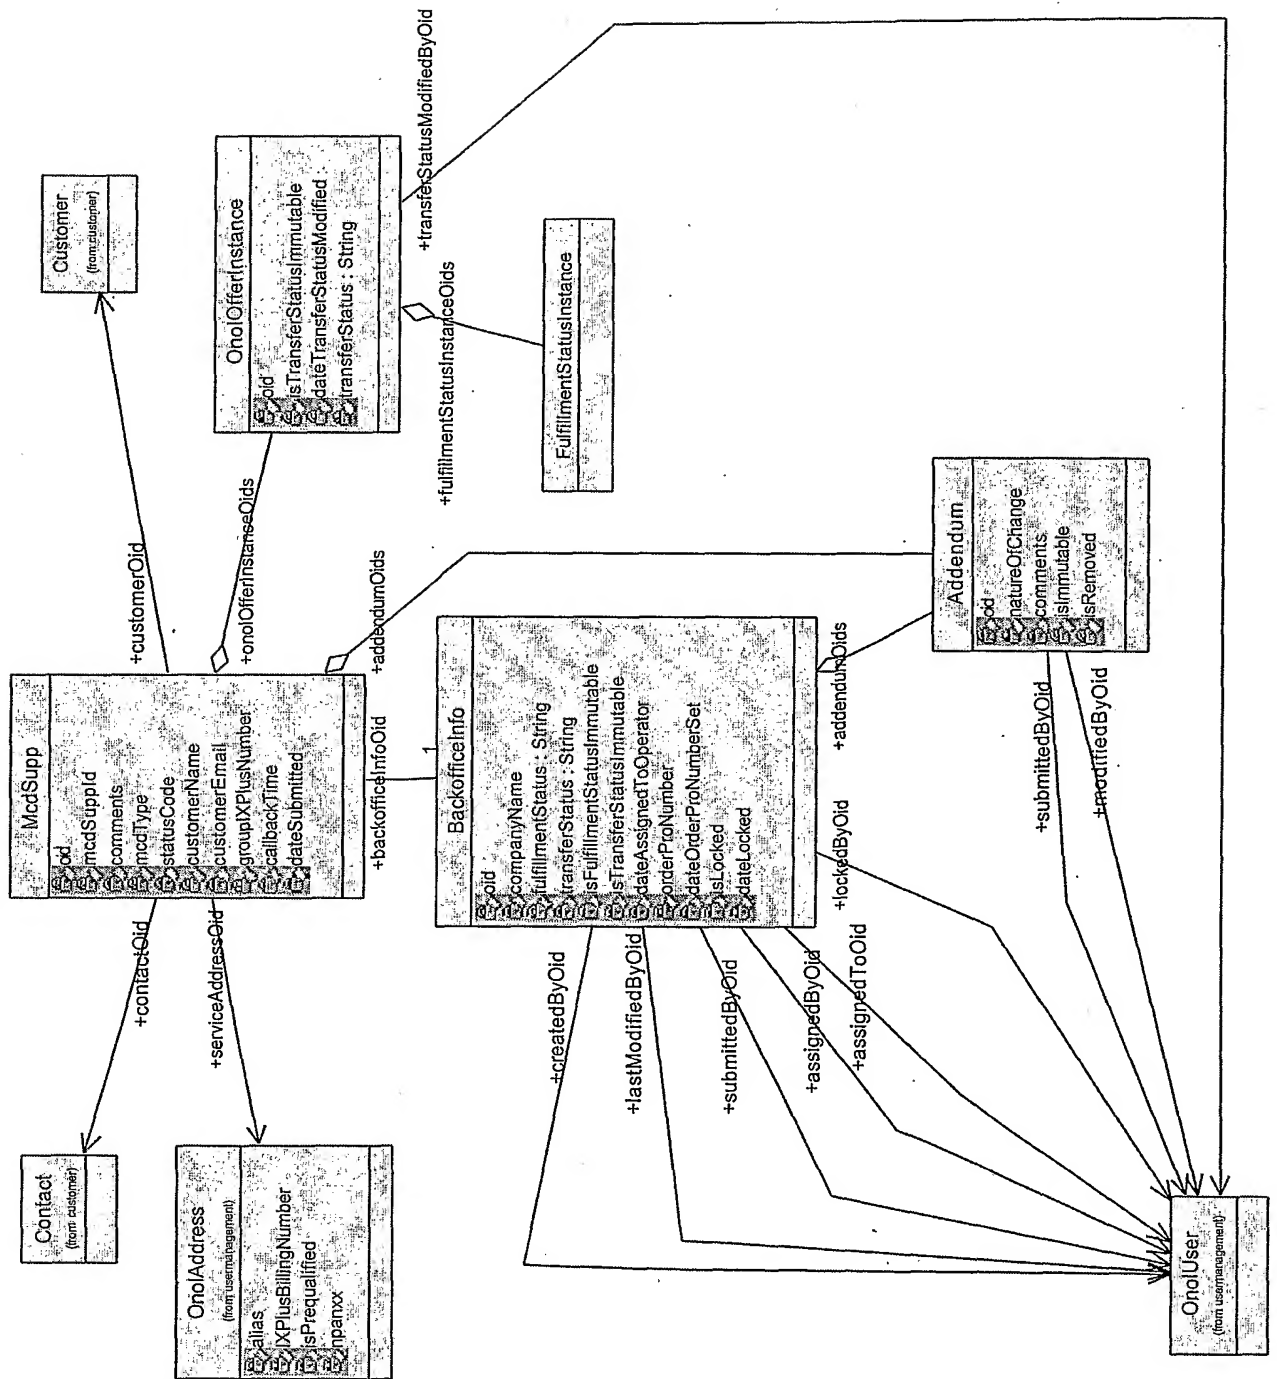 Contact
(from customer)
OnolAddress
(from usermanagement)
alias
IXPlusBillingNumber
isPrequalified
npanxx
+contactOid
+serviceAddressOid
McdSupp
oid
mcdSuppId
comments
mcdType
statusCode
customerName
customerEmail
groupIXPlusNumber
callbackTime
dateSubmitted
+customerOid
+onolOfferInstanceOids
+addendumOids
+backofficeInfoOid
1
Customer
(from customer)
OnolOfferInstance
oid
isTransferStatusImmutable
dateTransferStatusModified :
transferStatus : String
+transferStatusModifiedByOid
+fulfillmentStatusInstanceOids
FulfillmentStatusInstance
BackofficeInfo
oid
companyName
fulfillmentStatus : String
transferStatus : String
isFulfillmentStatusImmutable
isTransferStatusImmutable
dateAssignedToOperator
orderProNumber
dateOrderProNumberSet
isLocked
dateLocked
+createdByOid
+lastModifiedByOid
+submittedByOid
+assignedByOid
+assignedToOid
+lockedByOid
+addendumOids
Addendum
oid
natureOfChange
comments
isImmutable
isRemoved
+submittedByOid
+modifiedByOid
OnolUser
(from usermanagement)